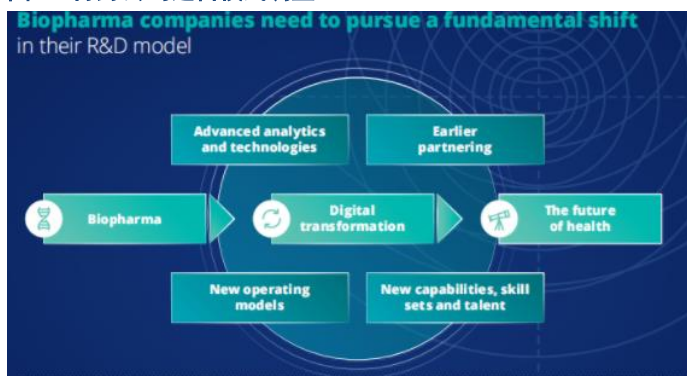 Biopharma companies need to pursue a fundamental shift
in their R&D model
Advanced analytics
and technologies
Earlier
partnering
Biopharma
Digital
transformation
The future
of health
New operating
models
New capabilities, skill
sets and talent